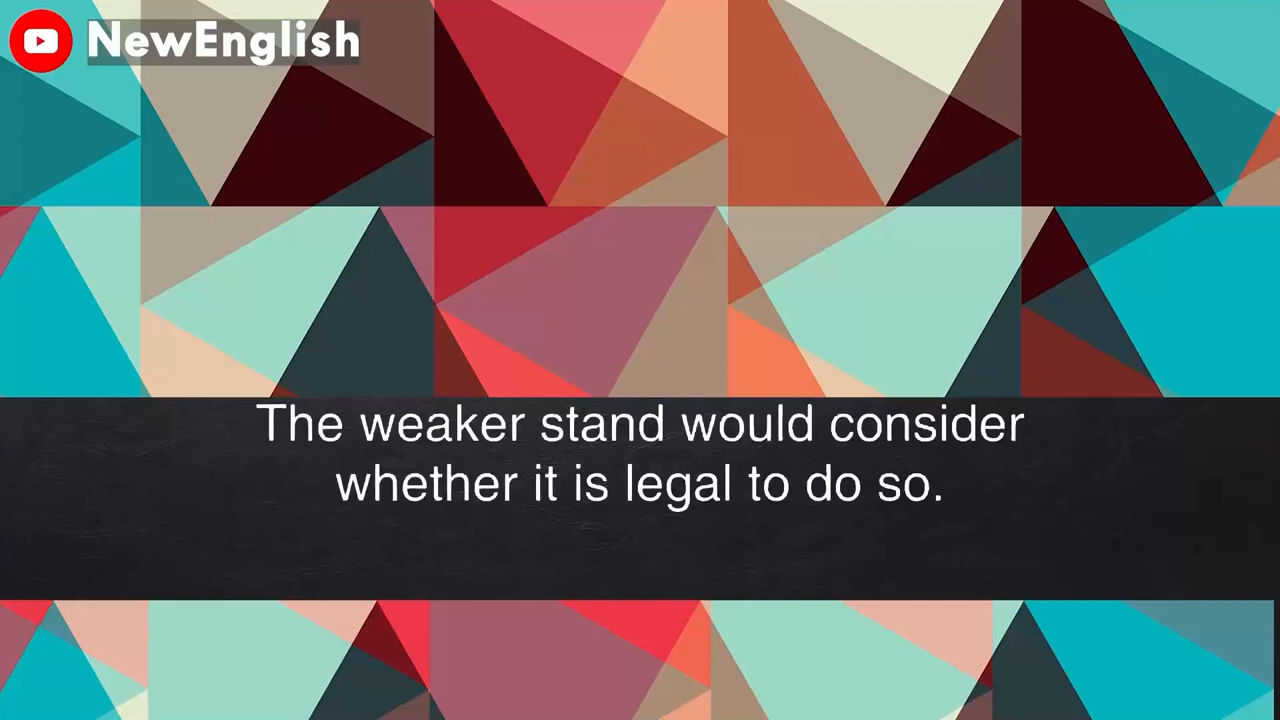 NewEnglish
The weaker stand would consider
whether it is legal to do so.